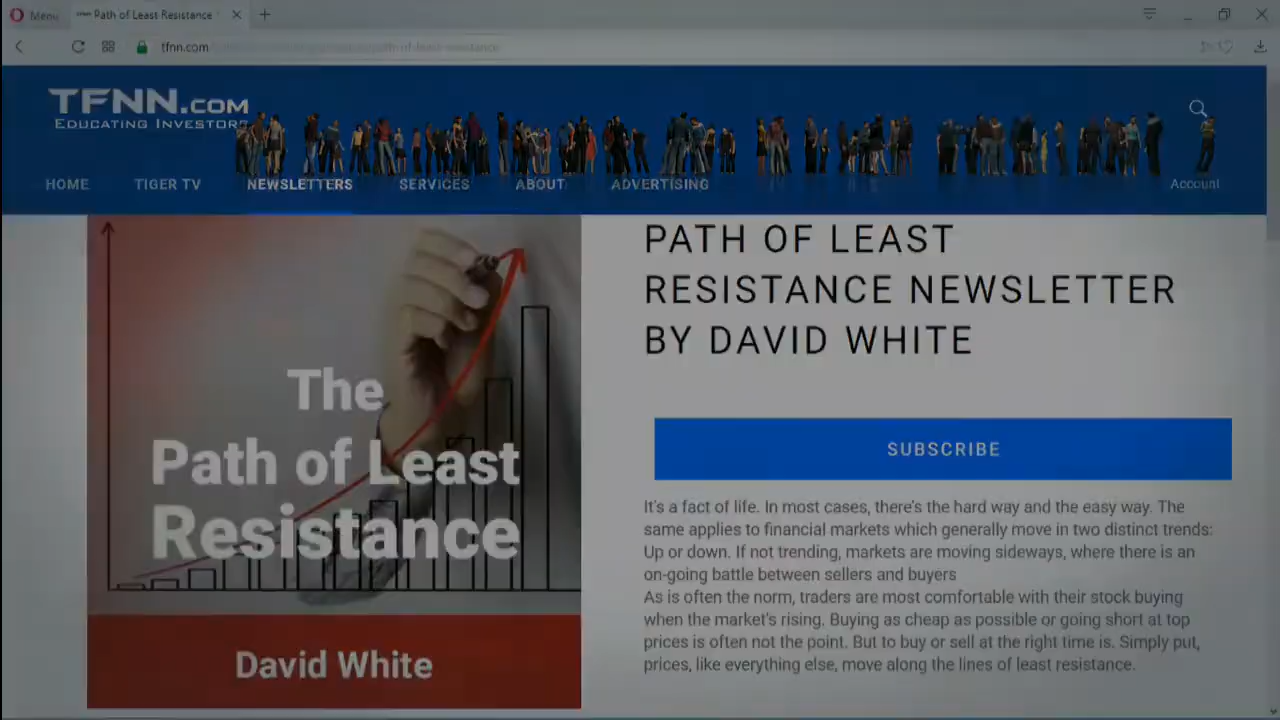 Menu
Path of Least Resistance
tfnn.com
TFNN.COM
EDUCATING INVESTORS
HOME
TIGER TV
NEWSLETTERS
SERVICES
ABOUT
ADVERTISING
Account
The
Path of Least
Resistance
David White
PATH OF LEAST
RESISTANCE NEWSLETTER
BY DAVID WHITE
SUBSCRIBE
It's a fact of life. In most cases, there's the hard way and the easy way. The
same applies to financial markets which generally move in two distinct trends:
Up or down. If not trending, markets are moving sideways, where there is an
on-going battle between sellers and buyers
As is often the norm, traders are most comfortable with their stock buying
when the market's rising. Buying as cheap as possible or going short at top
prices is often not the point. But to buy or sell at the right time is. Simply put,
prices, like everything else, move along the lines of least resistance.